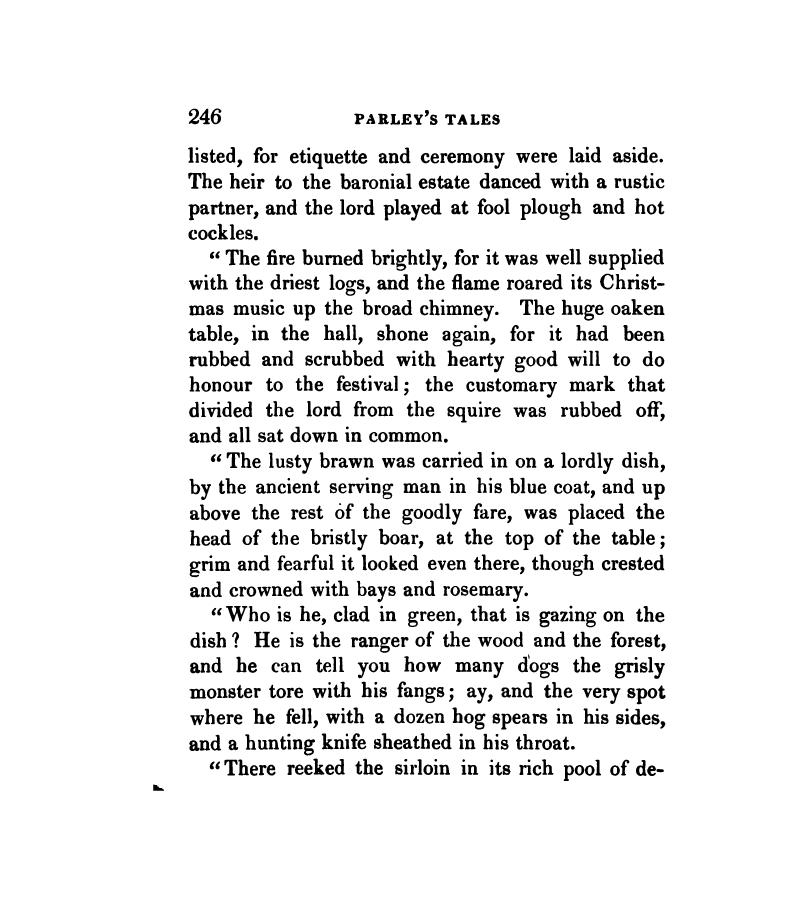 246 PARLEY'S TALES
listed, for etiquette and ceremony were laid aside.
The heir to the baronial estate danced with a rustic
partner, and the lord played at fool plough and hot
cockles.
“ The fire burned brightly, for it was well supplied
with the driest logs, and the flame roared its Christ-
mas music up the broad chimney. The huge oaken
table, in the hall, shone again, for it had been
rubbed and scrubbed with hearty good will to do
honour to the festival; the customary mark that
divided the lord from the squire was rubbed off,
and all sat down in common.
“ The lusty brawn was carried in on a lordly dish,
by the ancient serving man in his blue coat, and up
above the rest of the goodly fare, was placed the
head of the bristly boar, at the top of the table;
grim and fearful it looked even there, though crested
and crowned with bays and rosemary.
“ Who is he, clad in green, that is gazing on the
dish? He is the ranger of the wood and the forest,
and he can tell you how many dogs the grisly
monster tore with his fangs; ay, and the very spot
where he fell, with a dozen hog spears in his sides,
and a hunting knife sheathed in his throat.
“ There reeked the sirloin in its rich pool of de-